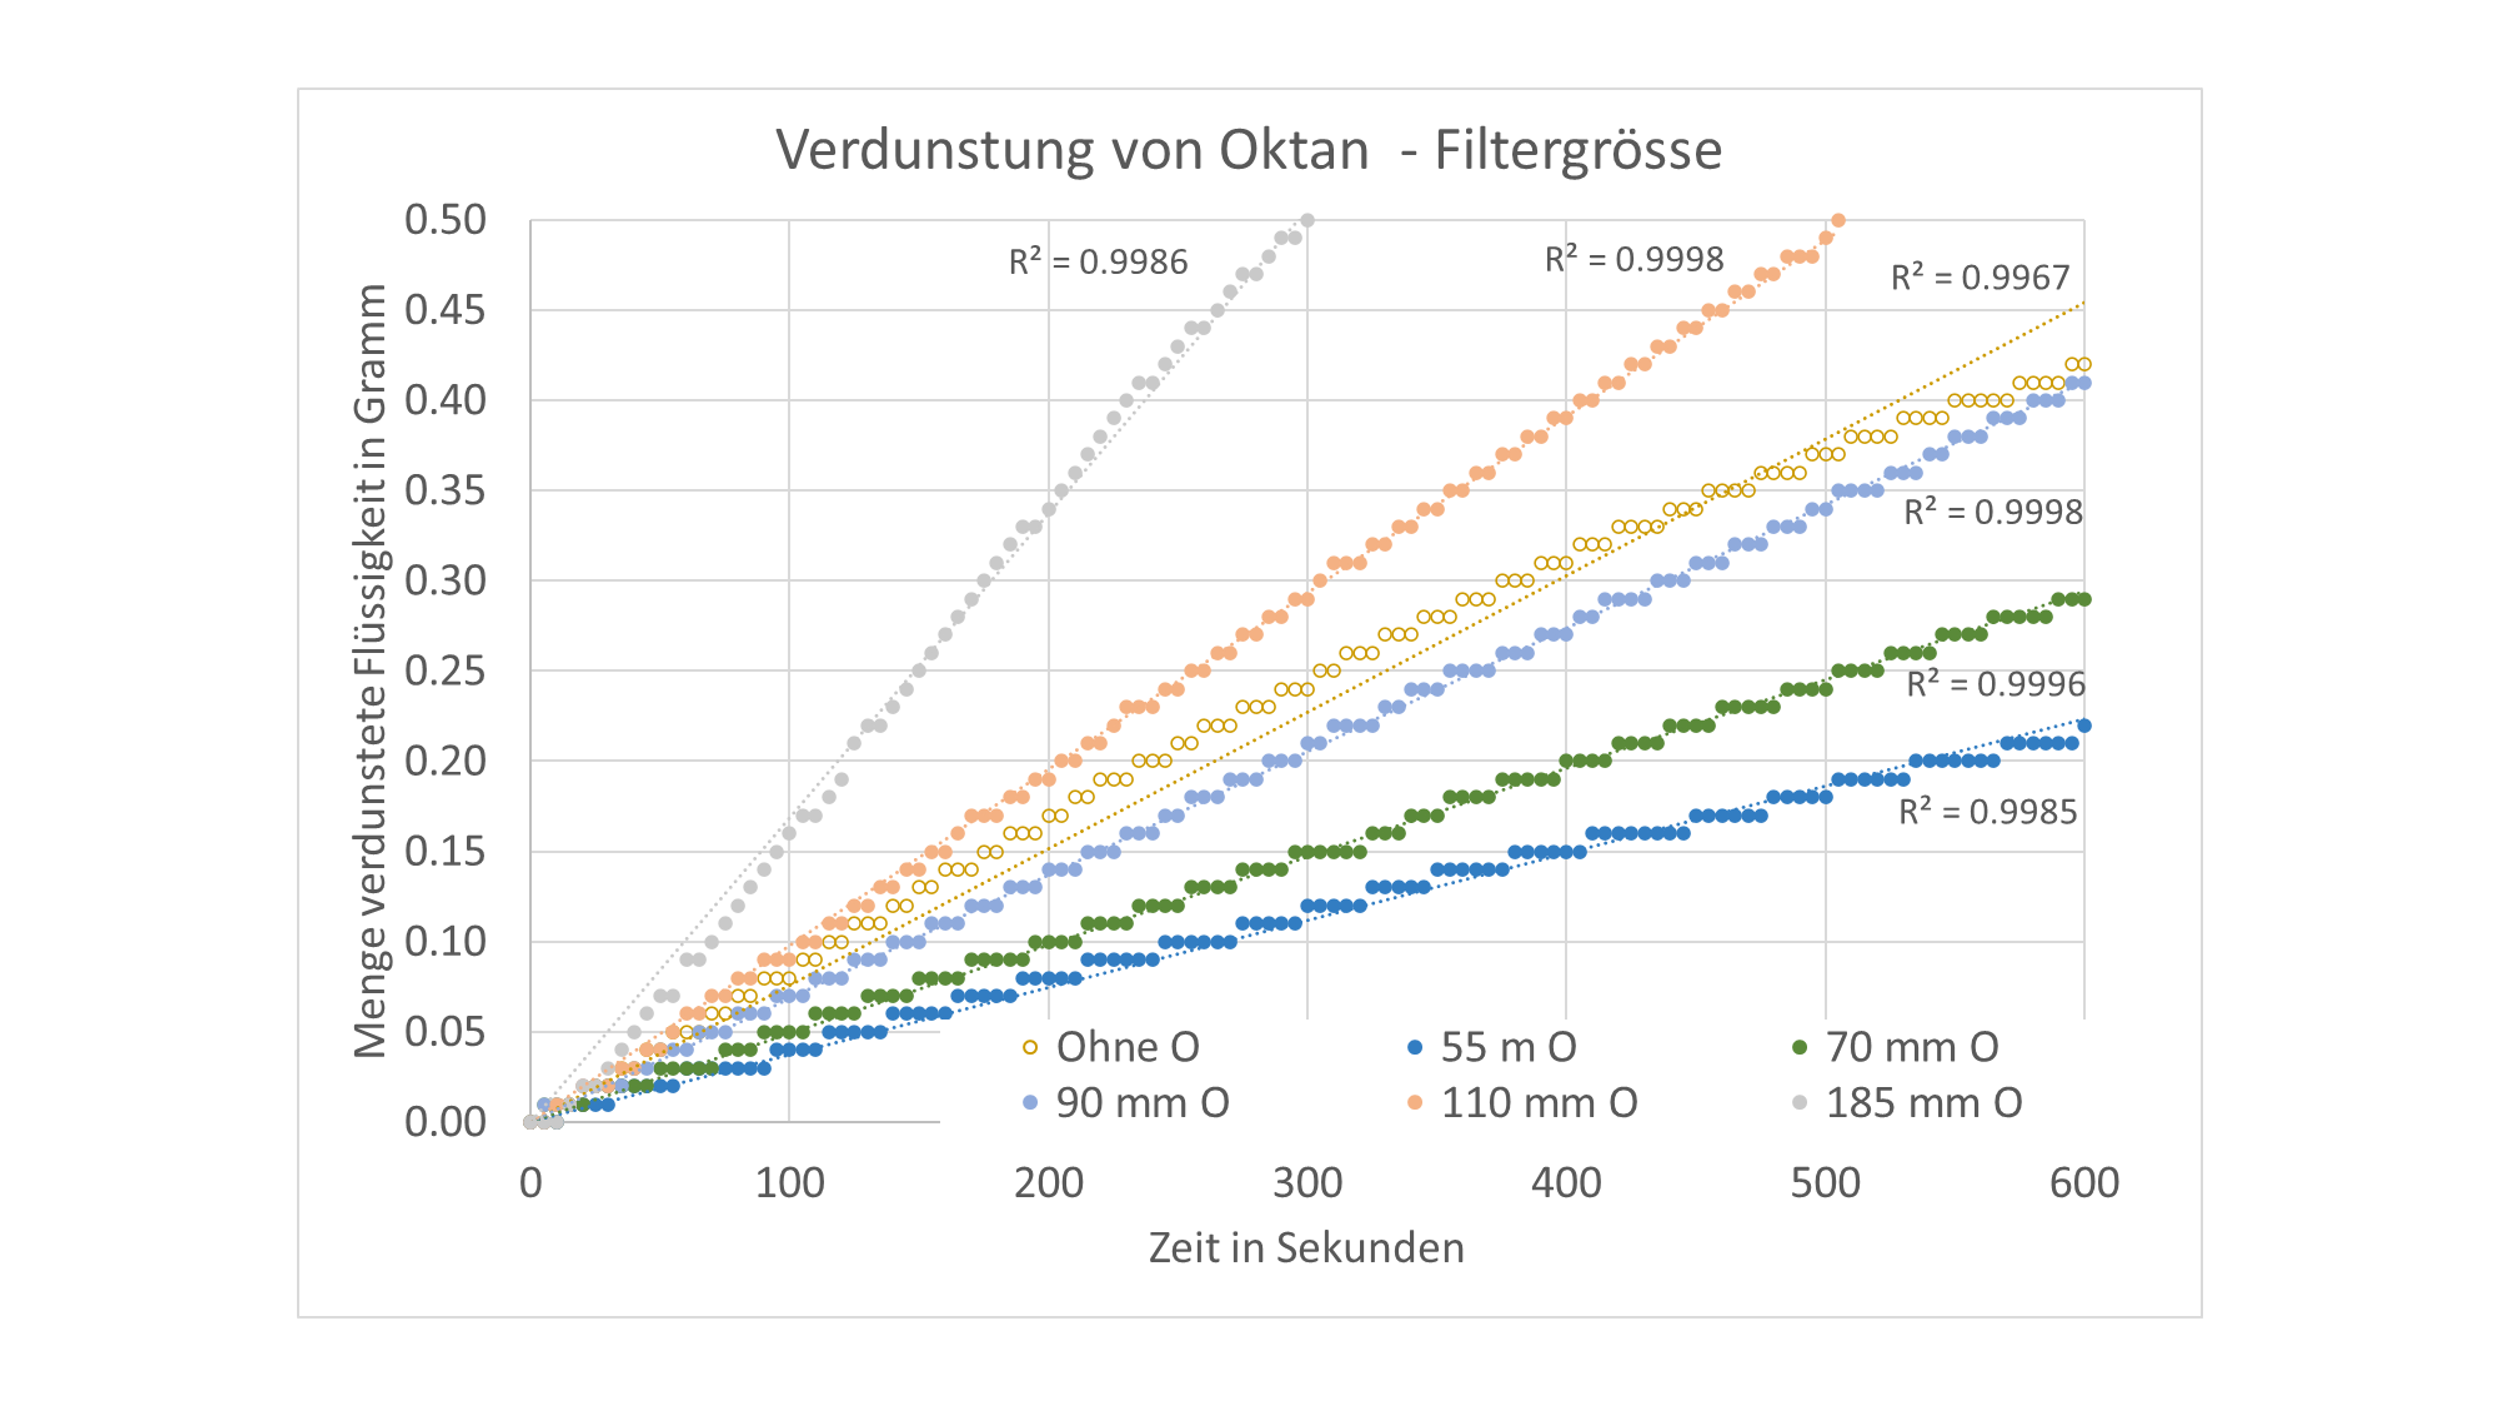 Verdunstung von Oktan - Filtergrösse
Menge verdunstete Flüssigkeit in Gramm
0.50
0.45
0.40
0.35
0.30
0.25
0.20
0.15
0.10
0.05
0.00
R² = 0.9986
R² = 0.9998
R² = 0.9967
R² = 0.9998
R² = 0.9996
R² = 0.9985
Ohne O 55 m O 70 mm O
90 mm O 110 mm O 185 mm O
0 100 200 300 400 500 600
Zeit in Sekunden